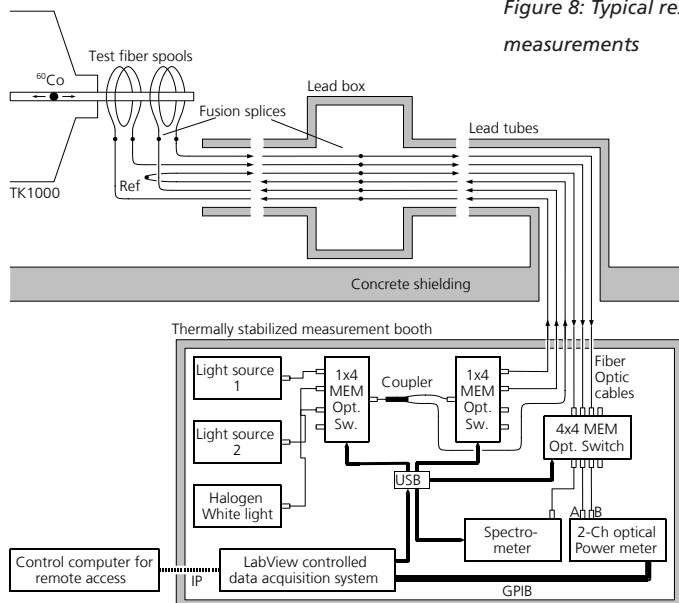 Figure 8: Typical res
measurements
Test fiber spools
60Co
Lead box
Fusion splices
Lead tubes
Ref
TK1000
Concrete shielding
Thermally stabilized measurement booth
Light source
1
1x4
MEM
Opt.
Sw.
Coupler
1x4
MEM
Opt.
Sw.
Fiber
Optic
cables
Light source
2
4x4 MEM
Opt. Switch
USB
Halogen
White light
A
B
Spectro-
meter
2-Ch optical
Power meter
Control computer for
remote access
IP
LabView controlled
data acquisition system
GPIB